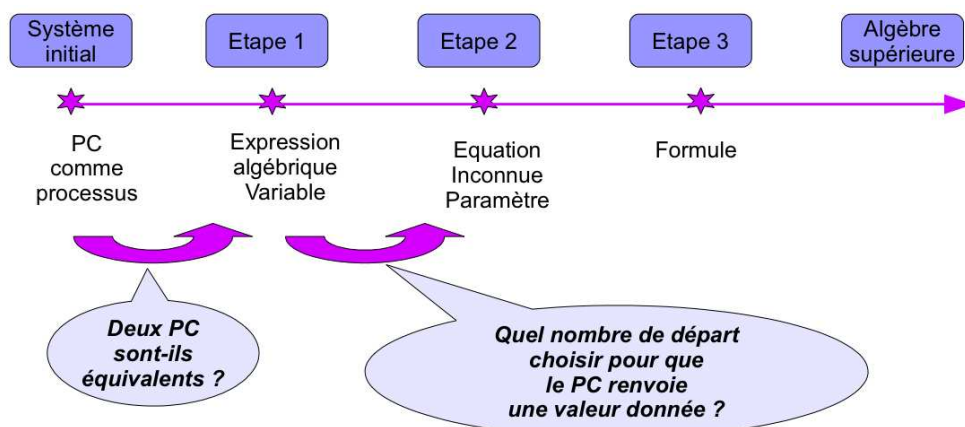 Système
initial
Etape 1
Etape 2
Etape 3
Algèbre
supérieure
PC
comme
processus
Expression
algébrique
Variable
Equation
Inconnue
Paramètre
Formule
Deux PC
sont-ils
équivalents ?
Quel nombre de départ
choisir pour que
le PC renvoie
une valeur donnée ?